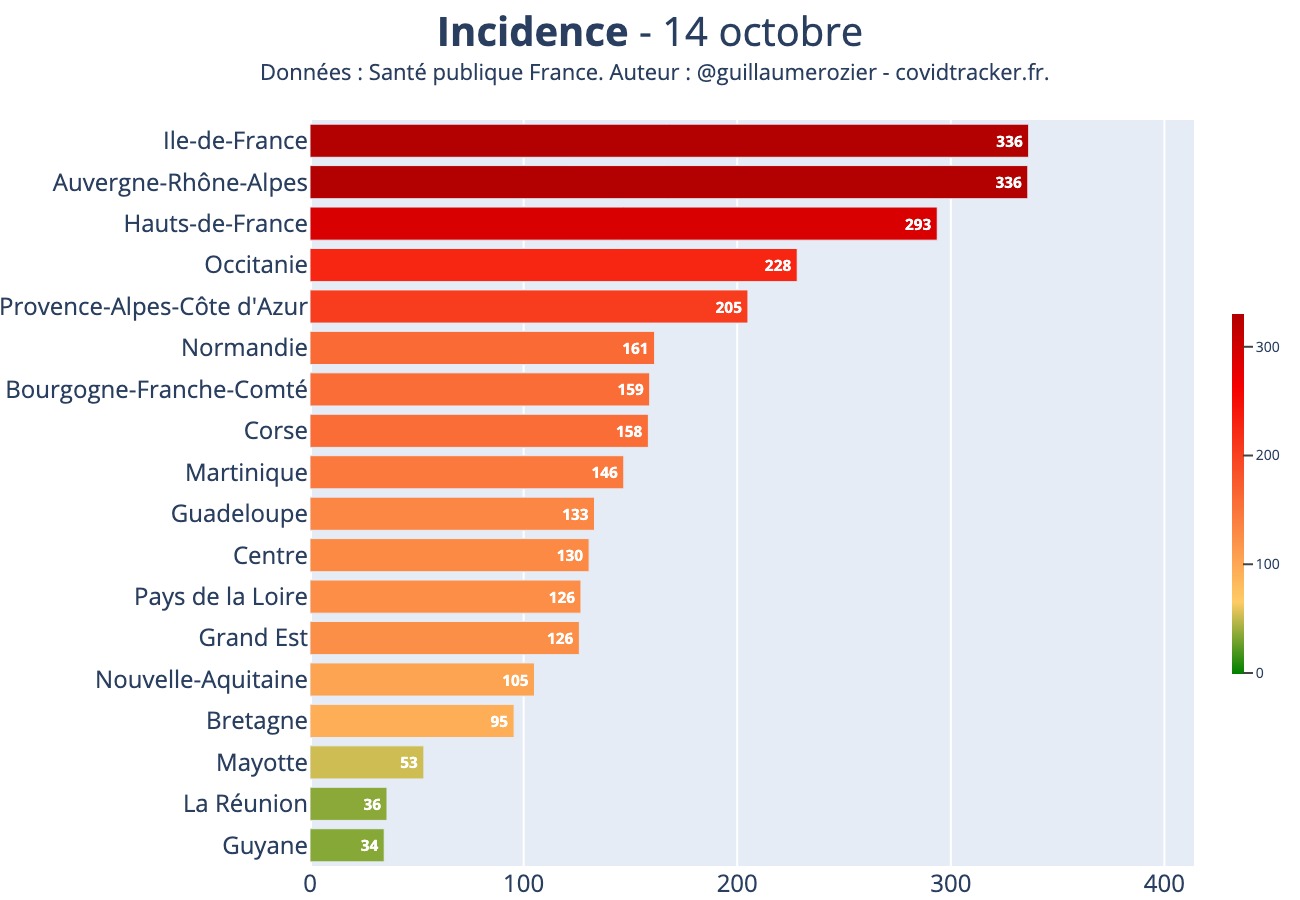 Incidence - 14 octobre
Données : Santé publique France. Auteur : @guillaumerozier - covidtracker.fr.
Ile-de-France 336
Auvergne-Rhône-Alpes 336
Hauts-de-France 293
Occitanie 228
Provence-Alpes-Côte d'Azur 205
Normandie 161
Bourgogne-Franche-Comté 159
Corse 158
Martinique 146
Guadeloupe 133
Centre 130
Pays de la Loire 126
Grand Est 126
Nouvelle-Aquitaine 105
Bretagne 95
Mayotte 53
La Réunion 36
Guyane 34
0 100 200 300 400
300
200
100
0